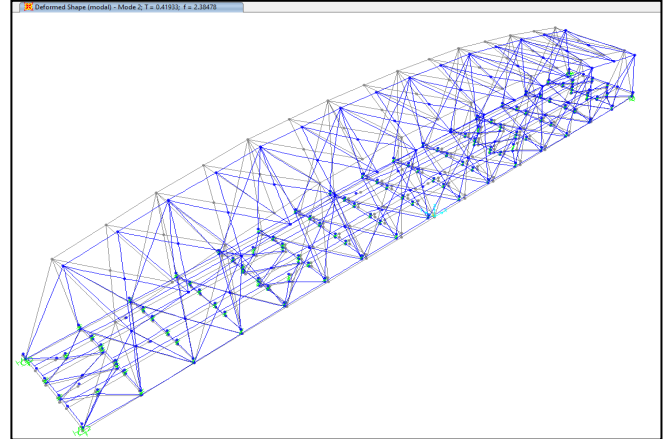 Deformed Shape (modal) - Mode 2; T = 0.41933; f = 2.38478